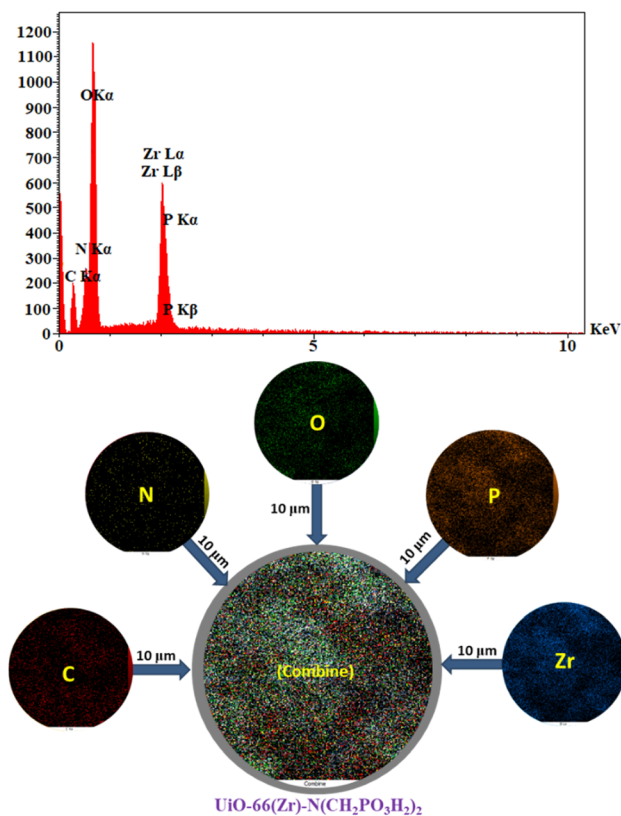 1200
1100
1000
900
800
700
600
500
400
300
200
100
0
OKα
Zr Lα
Zr Lβ
P Kα
N Kα
C Kα
P Kβ
0
5
10
KeV
O
N
P
10 μm
10 μm
10 μm
C
10 μm
(Combine)
10 μm
Zr
Combine
UiO-66(Zr)-N(CH₂PO₃H₂)₂